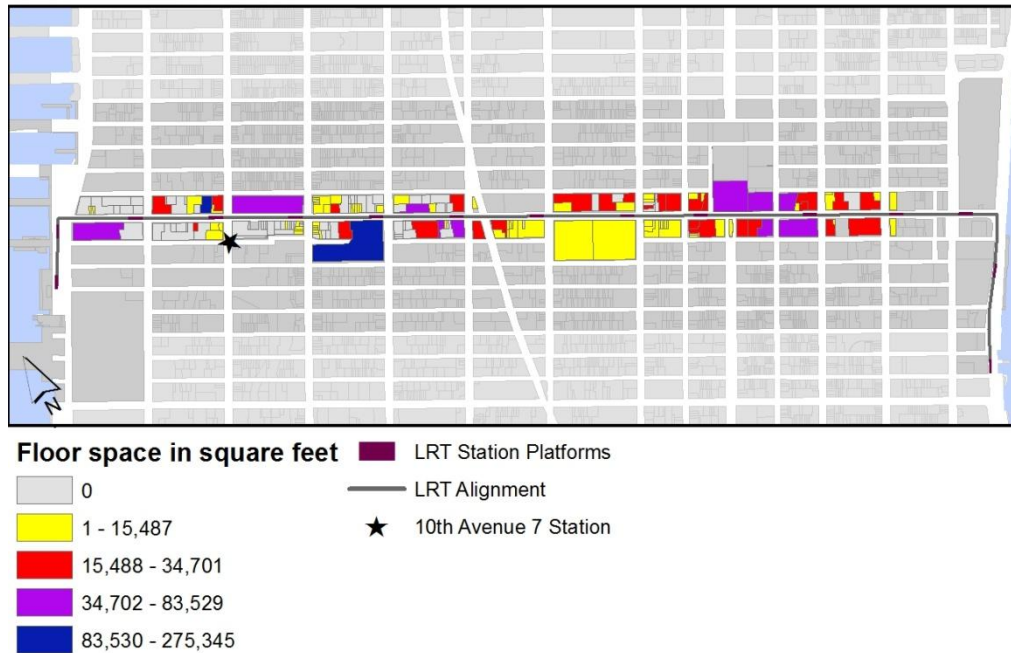 N
Floor space in square feet
0
1 - 15,487
15,488 - 34,701
34,702 - 83,529
83,530 - 275,345
LRT Station Platforms
LRT Alignment
10th Avenue 7 Station